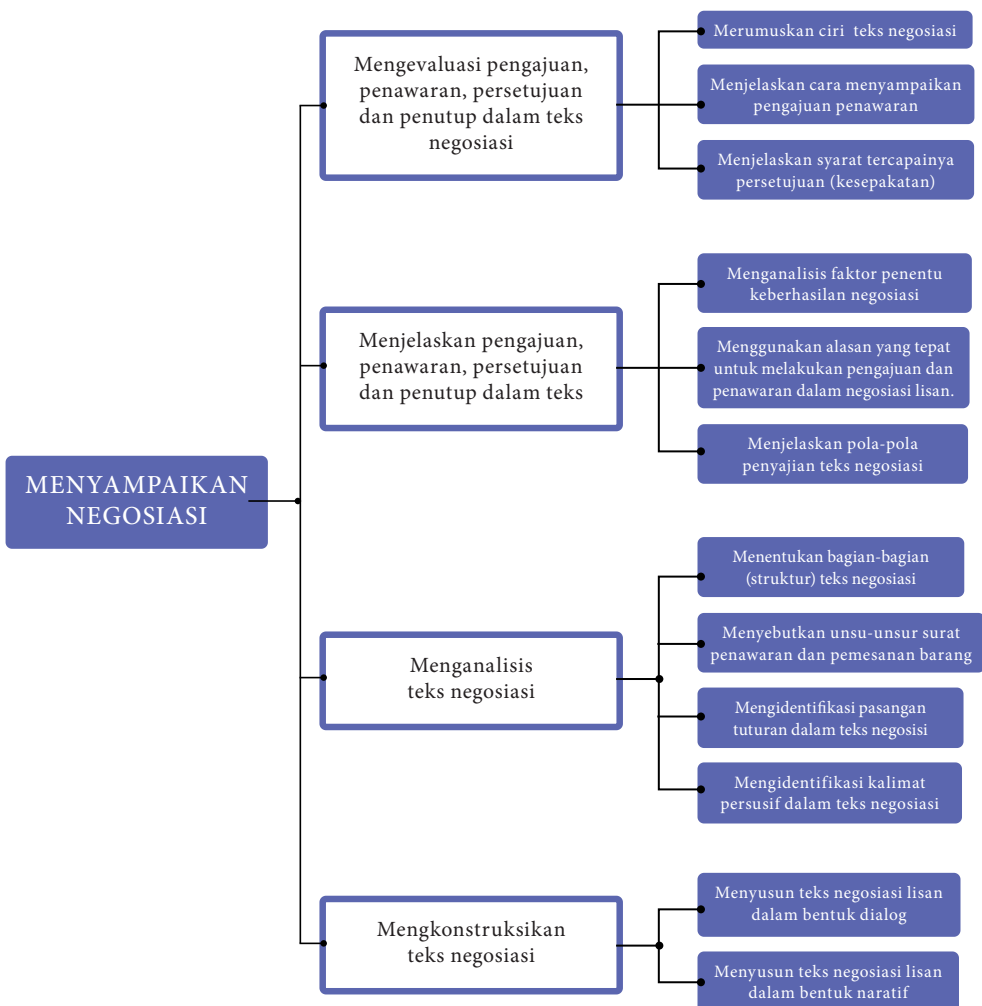 MENYAMPAIKAN
NEGOSIASI
Mengevaluasi pengajuan,
penawaran, persetujuan
dan penutup dalam teks
negosiasi
Merumuskan ciri teks negosiasi
Menjelaskan cara menyampaikan
pengajuan penawaran
Menjelaskan syarat tercapainya
persetujuan (kesepakatan)
Menjelaskan pengajuan,
penawaran, persetujuan
dan penutup dalam teks
Menganalisis faktor penentu
keberhasilan negosiasi
Menggunakan alasan yang tepat
untuk melakukan pengajuan dan
penawaran dalam negosiasi lisan.
Menjelaskan pola-pola
penyajian teks negosiasi
Menganalisis
teks negosiasi
Menentukan bagian-bagian
(struktur) teks negosiasi
Menyebutkan unsu-unsur surat
penawaran dan pemesanan barang
Mengidentifikasi pasangan
tuturan dalam teks negosisi
Mengidentifikasi kalimat
persusif dalam teks negosiasi
Mengkonstruksikan
teks negosiasi
Menyusun teks negosiasi lisan
dalam bentuk dialog
Menyusun teks negosiasi lisan
dalam bentuk naratif